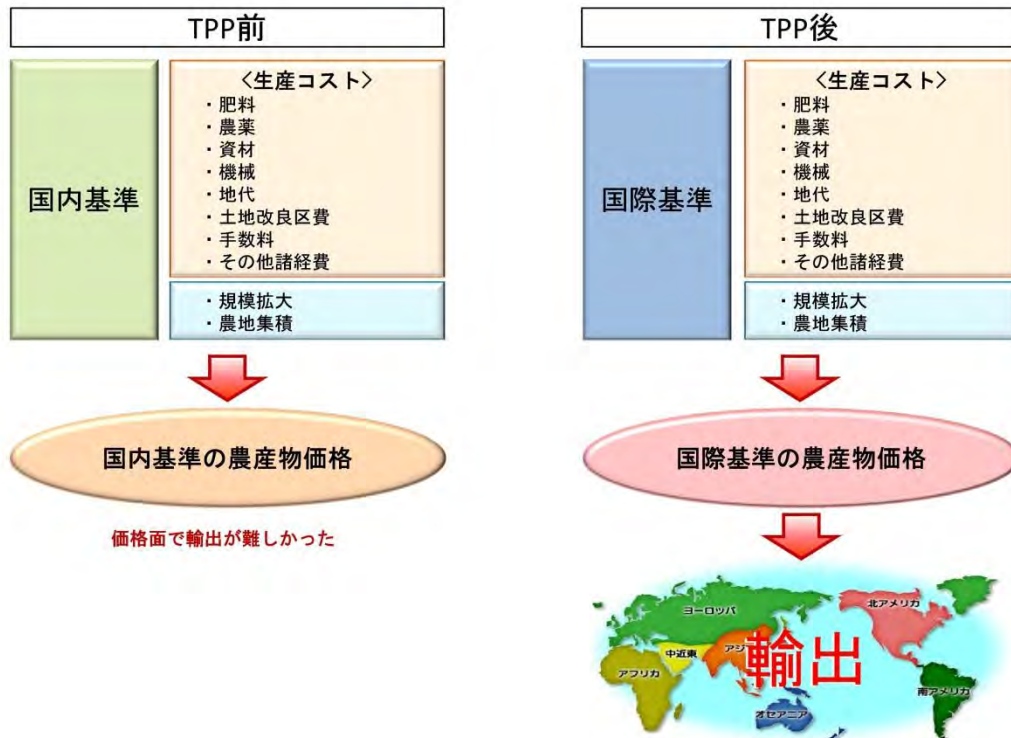 TPP前
国内基準
<生産コスト>
・肥料
・農薬
・資材
・機械
・地代
・土地改良区費
・手数料
・その他諸経費
・規模拡大
・農地集積
国内基準の農産物価格
価格面で輸出が難しかった
TPP後
国際基準
<生産コスト>
・肥料
・農薬
・資材
・機械
・地代
・土地改良区費
・手数料
・その他諸経費
・規模拡大
・農地集積
国際基準の農産物価格
ヨーロッパ
北アメリカ
中近東
アジ
輸出
アフリカ
南アメリカ
オセアニア